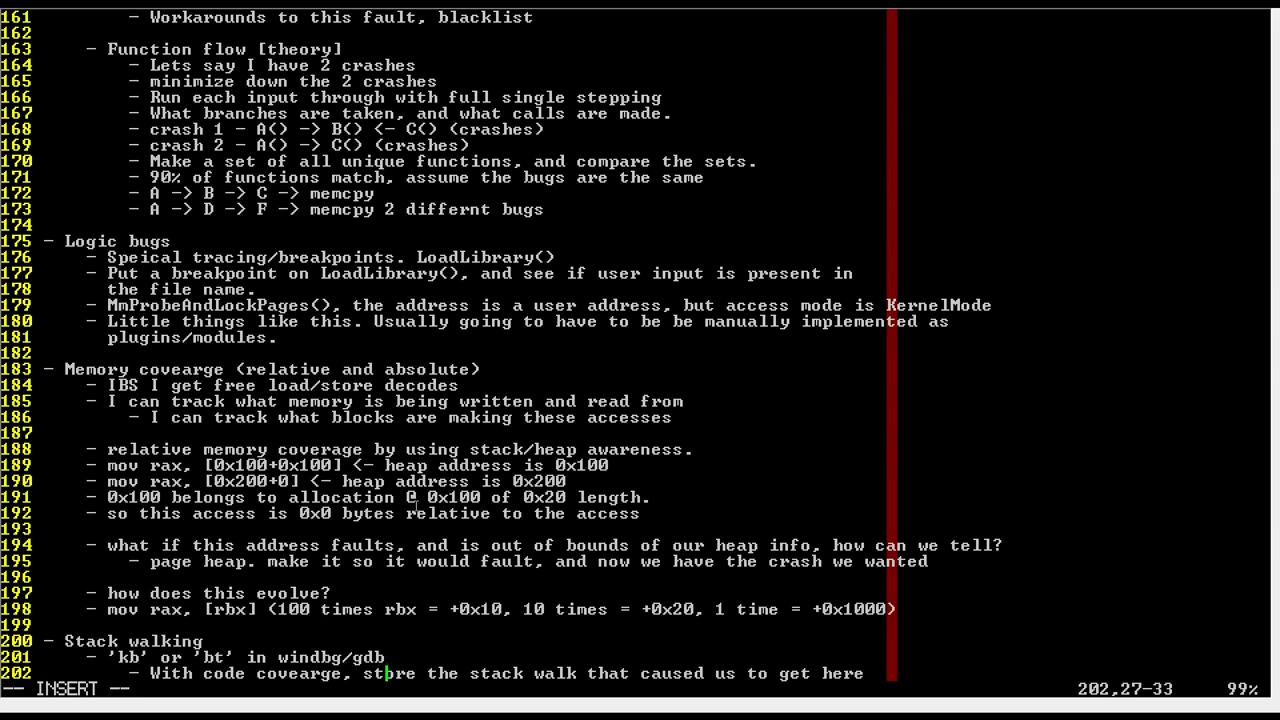 161 - Workarounds to this fault, blacklist
162
163 - Function flow [theory]
164 - Lets say I have 2 crashes
165 - minimize down the 2 crashes
166 - Run each input through with full single stepping
167 - What branches are taken, and what calls are made.
168 - crash 1 - A() -> B() <- C() (crashes)
169 - crash 2 - A() -> C() (crashes)
170 - Make a set of all unique functions, and compare the sets.
171 - 90% of functions match, assume the bugs are the same
172 - A -> B -> C -> memcpy
173 - A -> D -> F -> memcpy 2 differnt bugs
174
175 - Logic bugs
176 - Speical tracing/breakpoints. LoadLibrary()
177 - Put a breakpoint on LoadLibrary(), and see if user input is present in
178 the file name.
179 - MmProbeAndLockPages(), the address is a user address, but access mode is KernelMode
180 - Little things like this. Usually going to have to be be manually implemented as
181 plugins/modules.
182
183 - Memory covearge (relative and absolute)
184 - IBS I get free load/store decodes
185 - I can track what memory is being written and read from
186 - I can track what blocks are making these accesses
187
188 - relative memory coverage by using stack/heap awareness.
189 - mov rax, [0x100+0x100] <- heap address is 0x100
190 - mov rax, [0x200+0] <- heap address is 0x200
191 - 0x100 belongs to allocation @ 0x100 of 0x20 length.
192 - so this access is 0x0 bytes relative to the access
193
194 - what if this address faults, and is out of bounds of our heap info, how can we tell?
195 - page heap. make it so it would fault, and now we have the crash we wanted
196
197 - how does this evolve?
198 - mov rax, [rbx] (100 times rbx = +0x10, 10 times = +0x20, 1 time = +0x1000)
199
200 - Stack walking
201 - 'kb' or 'bt' in windbg/gdb
202 - With code covearge, store the stack walk that caused us to get here
-- INSERT -- 202,27-33 99%